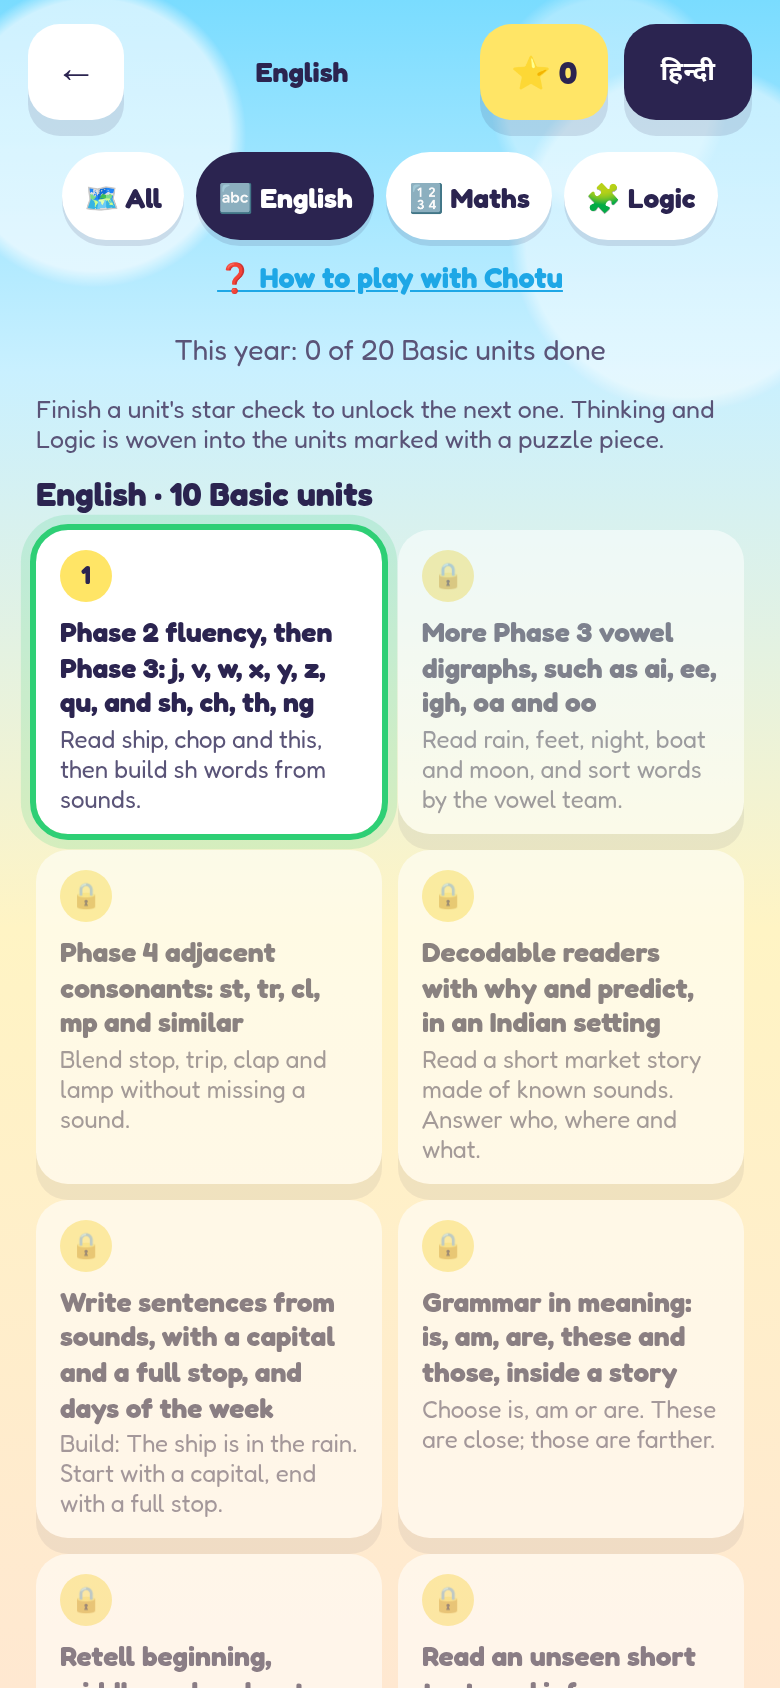 ←
English
⭐ 0
हिन्दी
🗺️ All
🔤 English
🔢 Maths
🧩 Logic
❓ How to play with Chotu
This year: 0 of 20 Basic units done
Finish a unit's star check to unlock the next one. Thinking and
Logic is woven into the units marked with a puzzle piece.
English · 10 Basic units
1
Phase 2 fluency, then
Phase 3: j, v, w, x, y, z,
qu, and sh, ch, th, ng
Read ship, chop and this,
then build sh words from
sounds.
More Phase 3 vowel
digraphs, such as ai, ee,
igh, oa and oo
Read rain, feet, night, boat
and moon, and sort words
by the vowel team.
Phase 4 adjacent
consonants: st, tr, cl,
mp and similar
Blend stop, trip, clap and
lamp without missing a
sound.
Decodable readers
with why and predict,
in an Indian setting
Read a short market story
made of known sounds.
Answer who, where and
what.
Write sentences from
sounds, with a capital
and a full stop, and
days of the week
Build: The ship is in the rain.
Start with a capital, end
with a full stop.
Grammar in meaning:
is, am, are, these and
those, inside a story
Choose is, am or are. These
are close; those are farther.
Retell beginning,
Read an unseen short